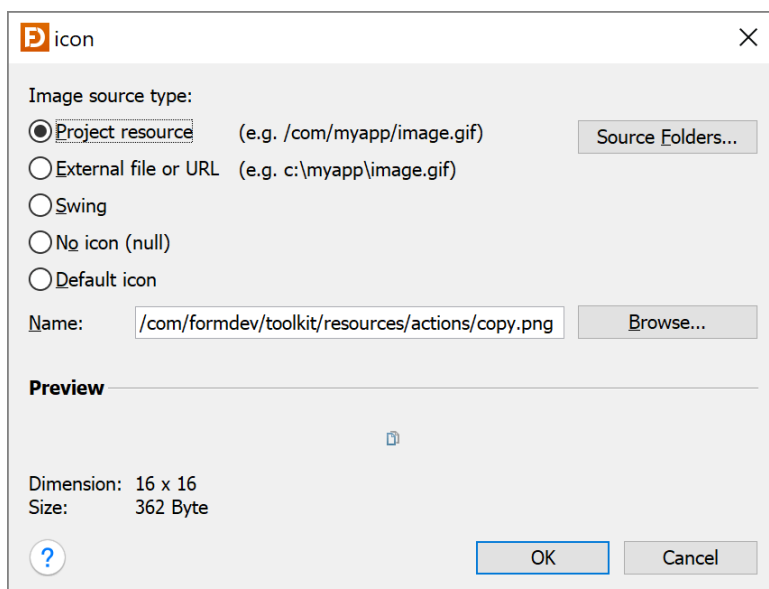 icon
Image source type:
Project resource (e.g. /com/myapp/image.gif) Source Folders...
External file or URL (e.g. c:\myapp\image.gif)
Swing
No icon (null)
Default icon
Name: /com/formdev/toolkit/resources/actions/copy.png Browse...
Preview
Dimension: 16 x 16
Size: 362 Byte
? OK Cancel